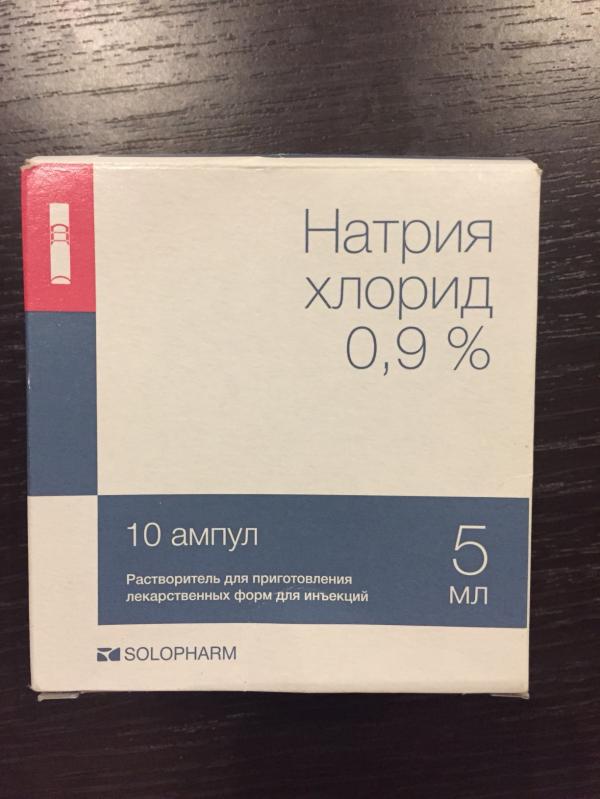 Натрия
хлорид
0,9 %
10 ампул
5
мл
Растворитель для приготовления
лекарственных форм для инъекций
SOLOPHARM